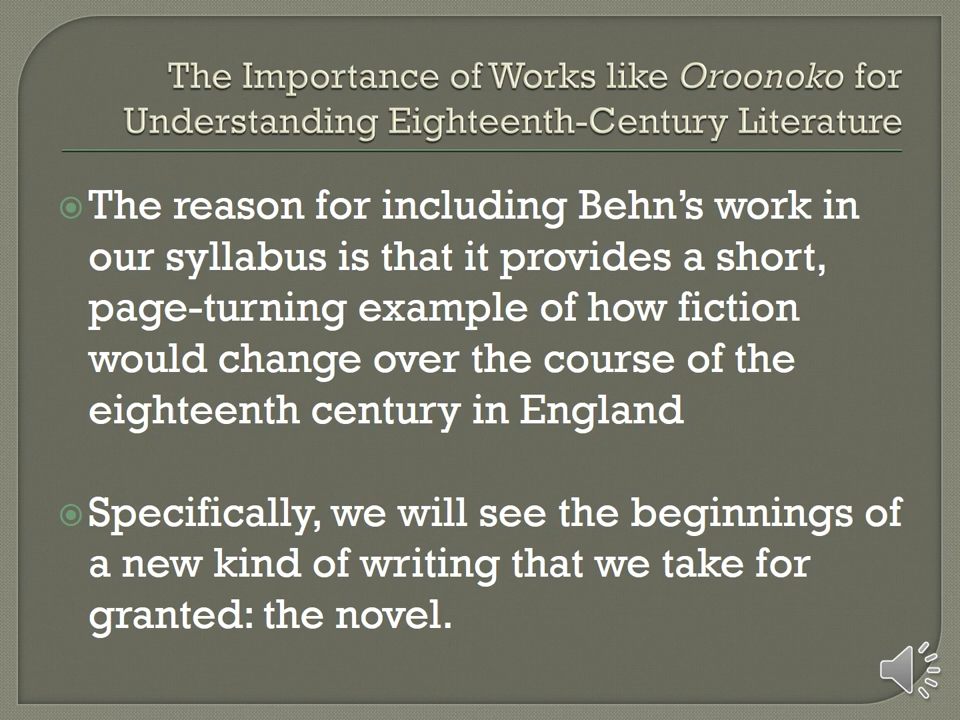 The Importance of Works like Oroonoko for
Understanding Eighteenth-Century Literature
The reason for including Behn’s work in
our syllabus is that it provides a short,
page-turning example of how fiction
would change over the course of the
eighteenth century in England
Specifically, we will see the beginnings of
a new kind of writing that we take for
granted: the novel.